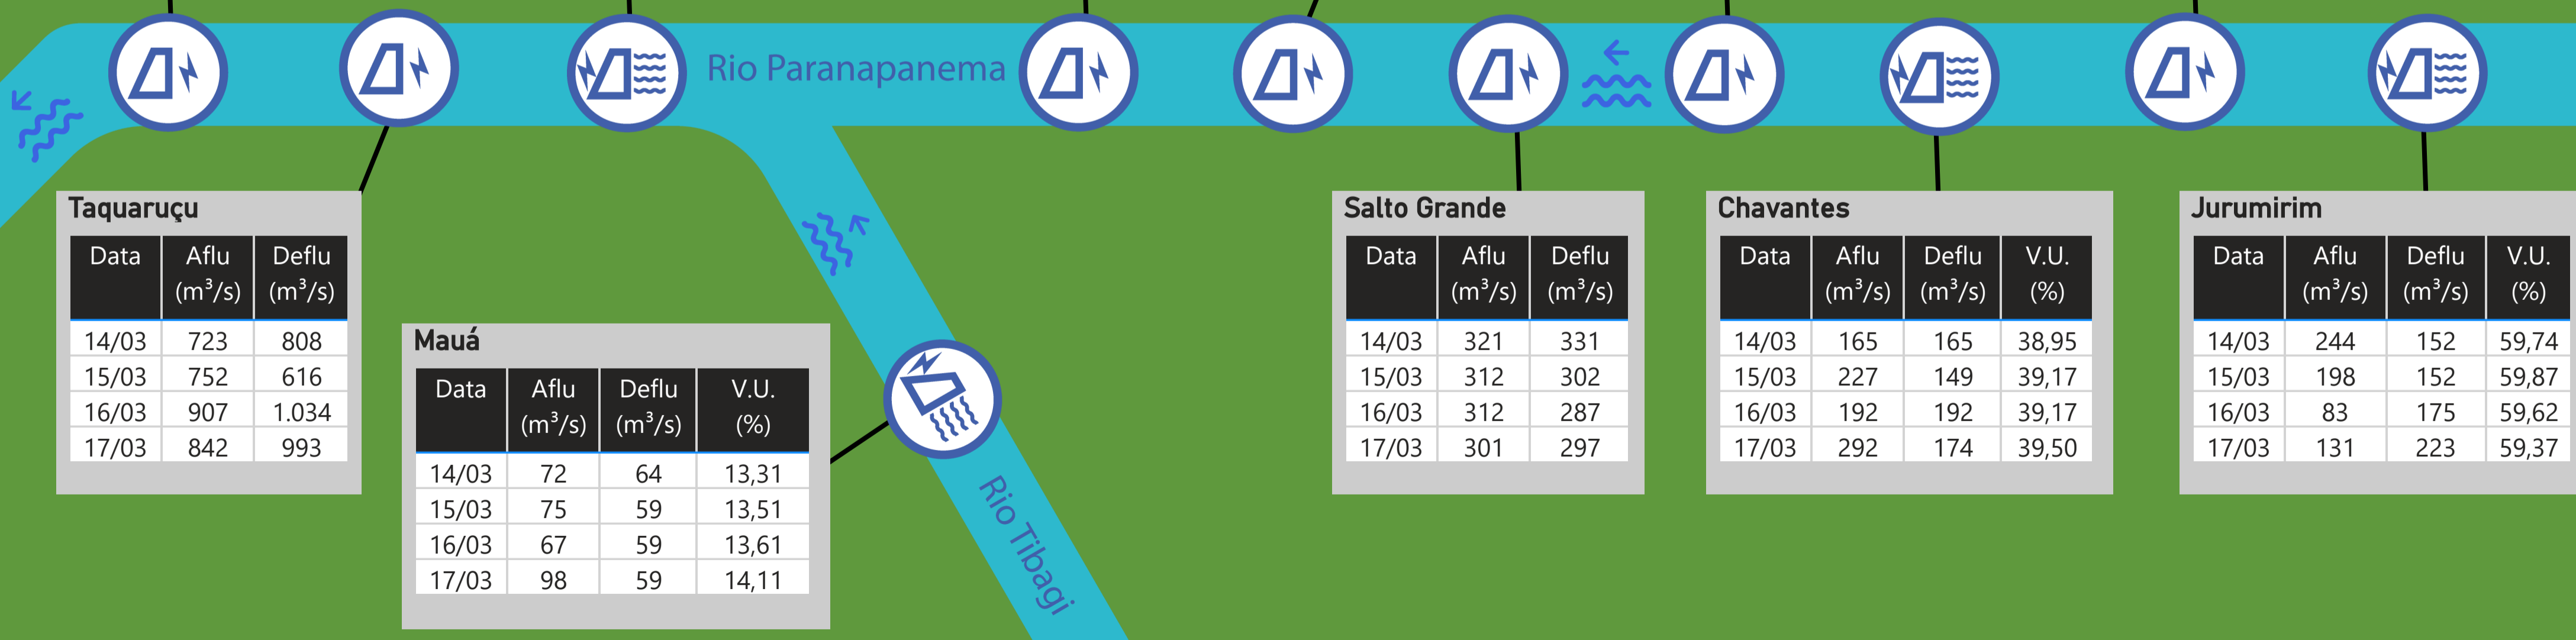 Rio Paranapanema
Taquaruçu
Data Aflu (m³/s) Deflu (m³/s)
14/03 723 808
15/03 752 616
16/03 907 1.034
17/03 842 993
Mauá
Data Aflu (m³/s) Deflu (m³/s) V.U. (%)
14/03 72 64 13,31
15/03 75 59 13,51
16/03 67 59 13,61
17/03 98 59 14,11
Rio Tibagi
Salto Grande
Data Aflu (m³/s) Deflu (m³/s)
14/03 321 331
15/03 312 302
16/03 312 287
17/03 301 297
Chavantes
Data Aflu (m³/s) Deflu (m³/s) V.U. (%)
14/03 165 165 38,95
15/03 227 149 39,17
16/03 192 192 39,17
17/03 292 174 39,50
Jurumirim
Data Aflu (m³/s) Deflu (m³/s) V.U. (%)
14/03 244 152 59,74
15/03 198 152 59,87
16/03 83 175 59,62
17/03 131 223 59,37